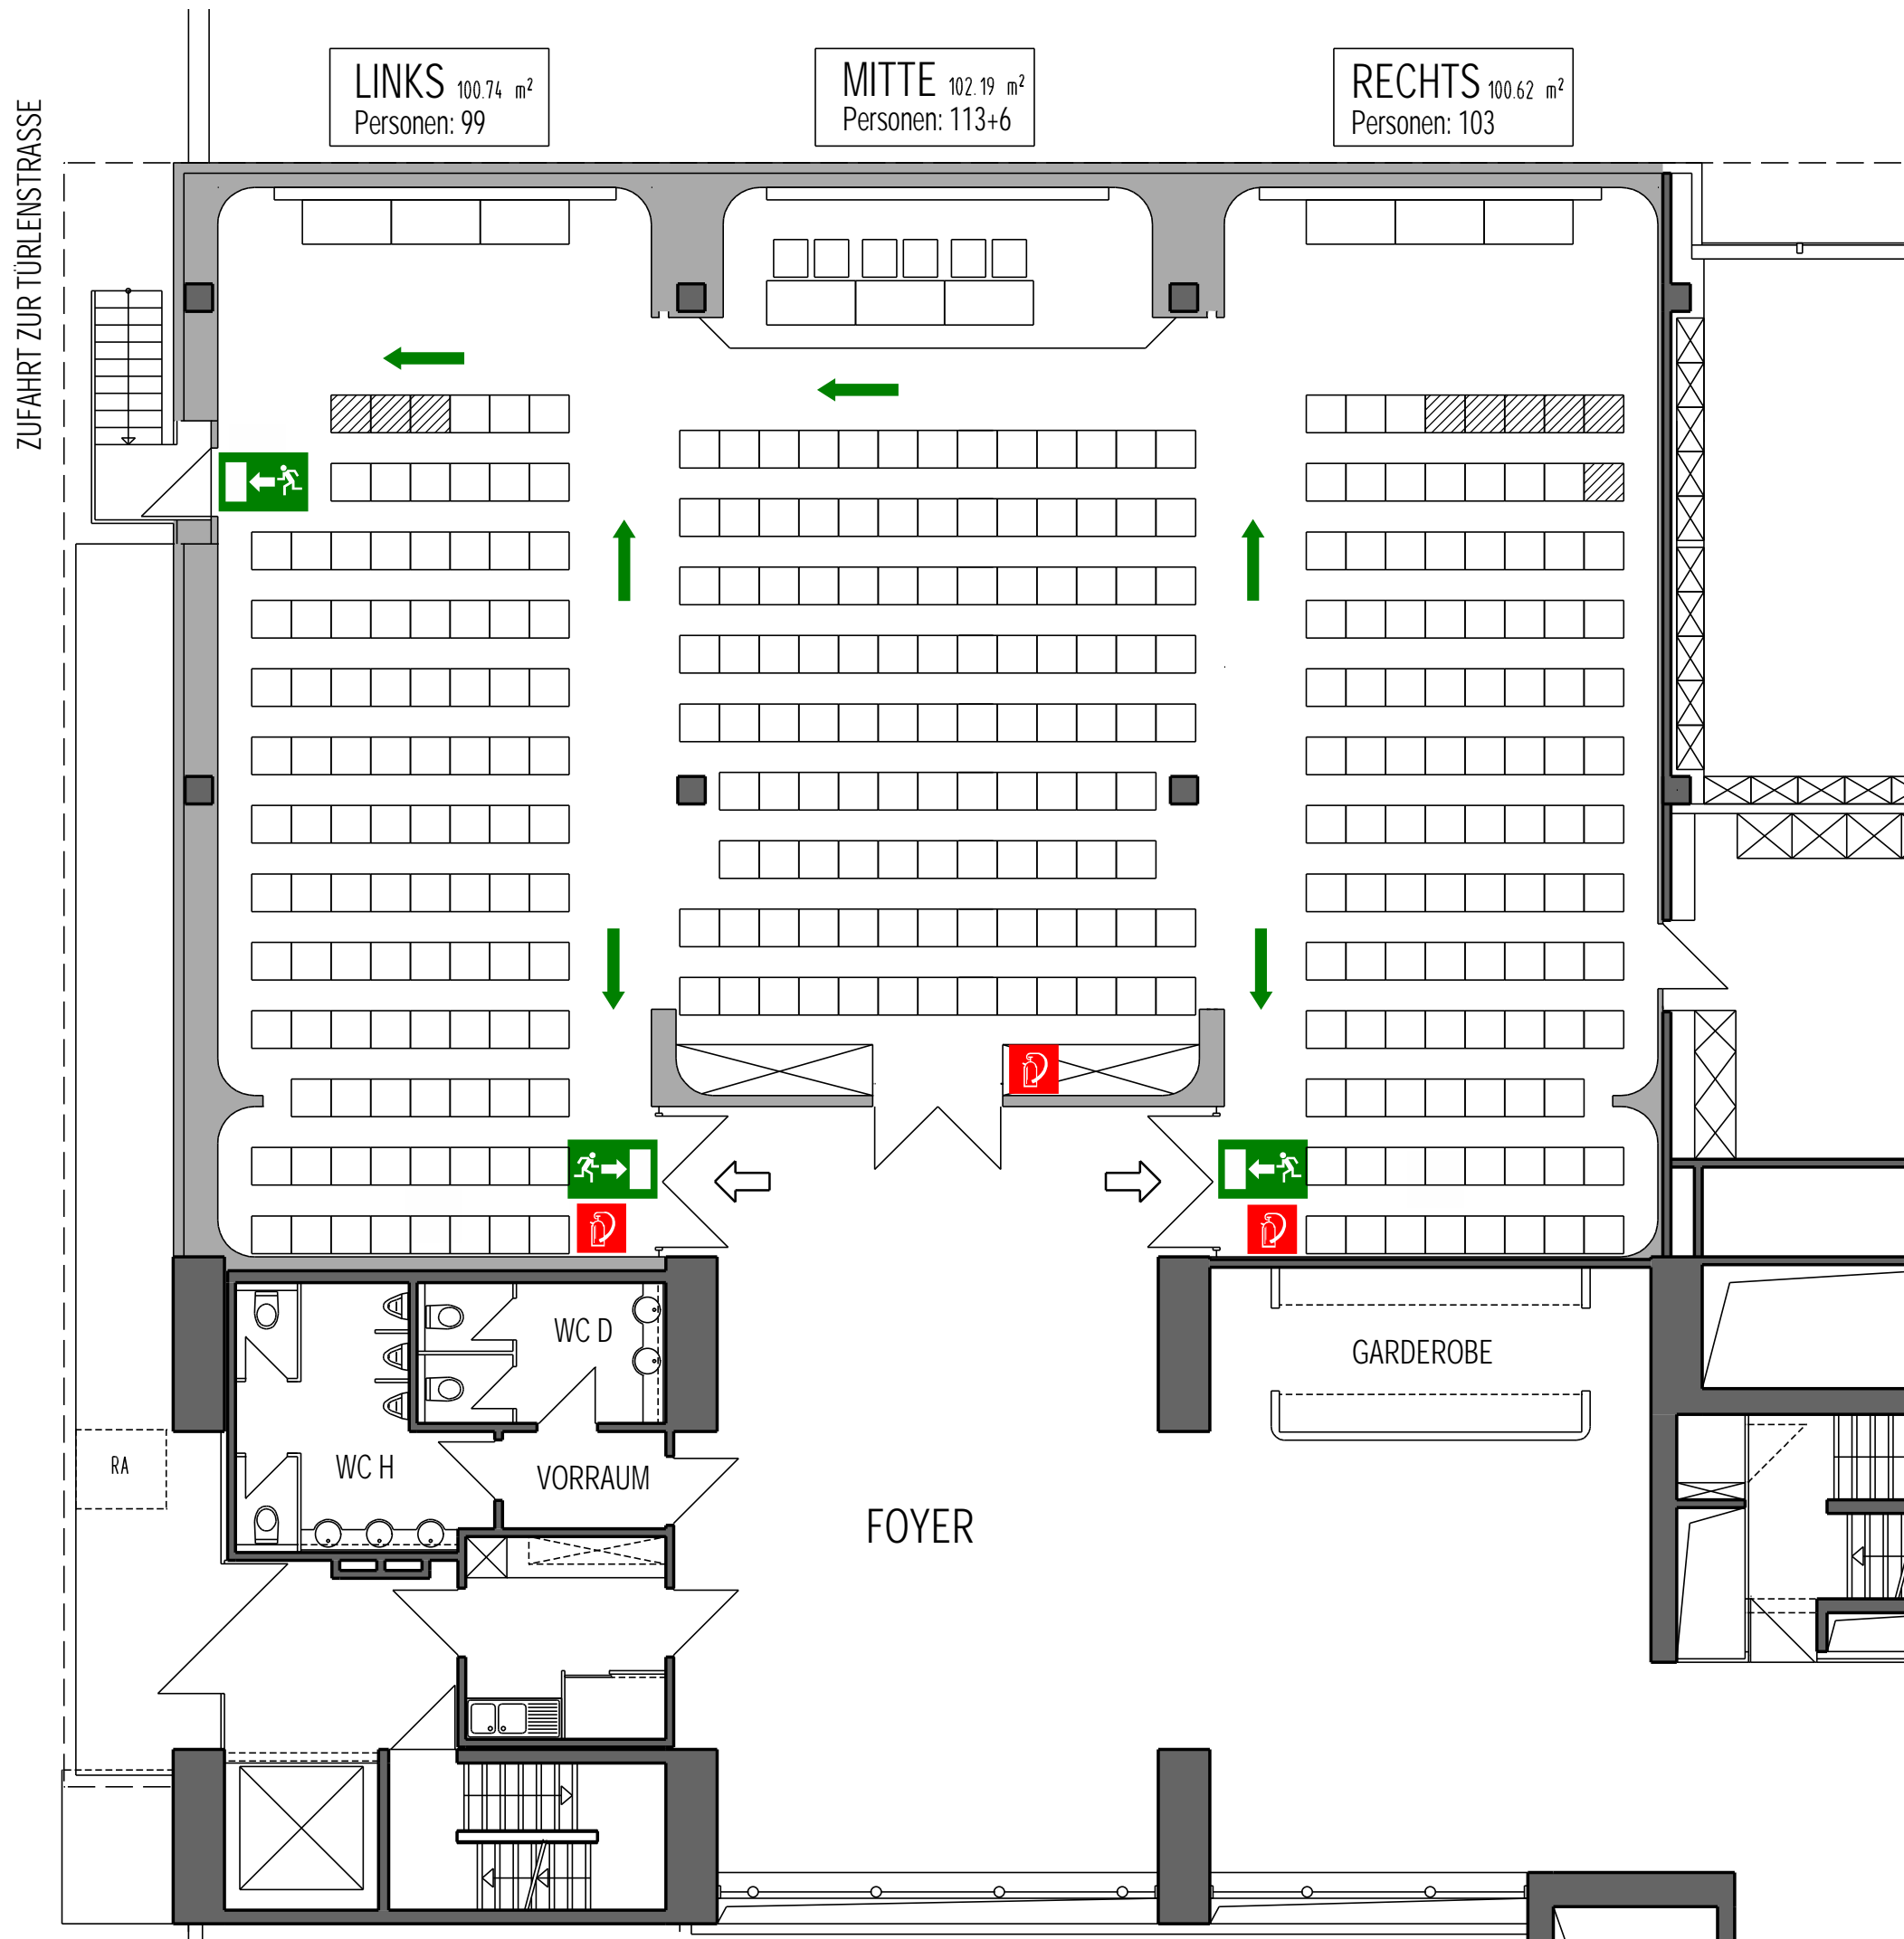 LINKS 100.74 m²
Personen: 99
MITTE 102.19 m²
Personen: 113+6
RECHTS 100.62 m²
Personen: 103
ZUFAHRT ZUR TÜRLENSTRASSE
WC D
GARDEROBE
WC H
VORRAUM
RA
FOYER